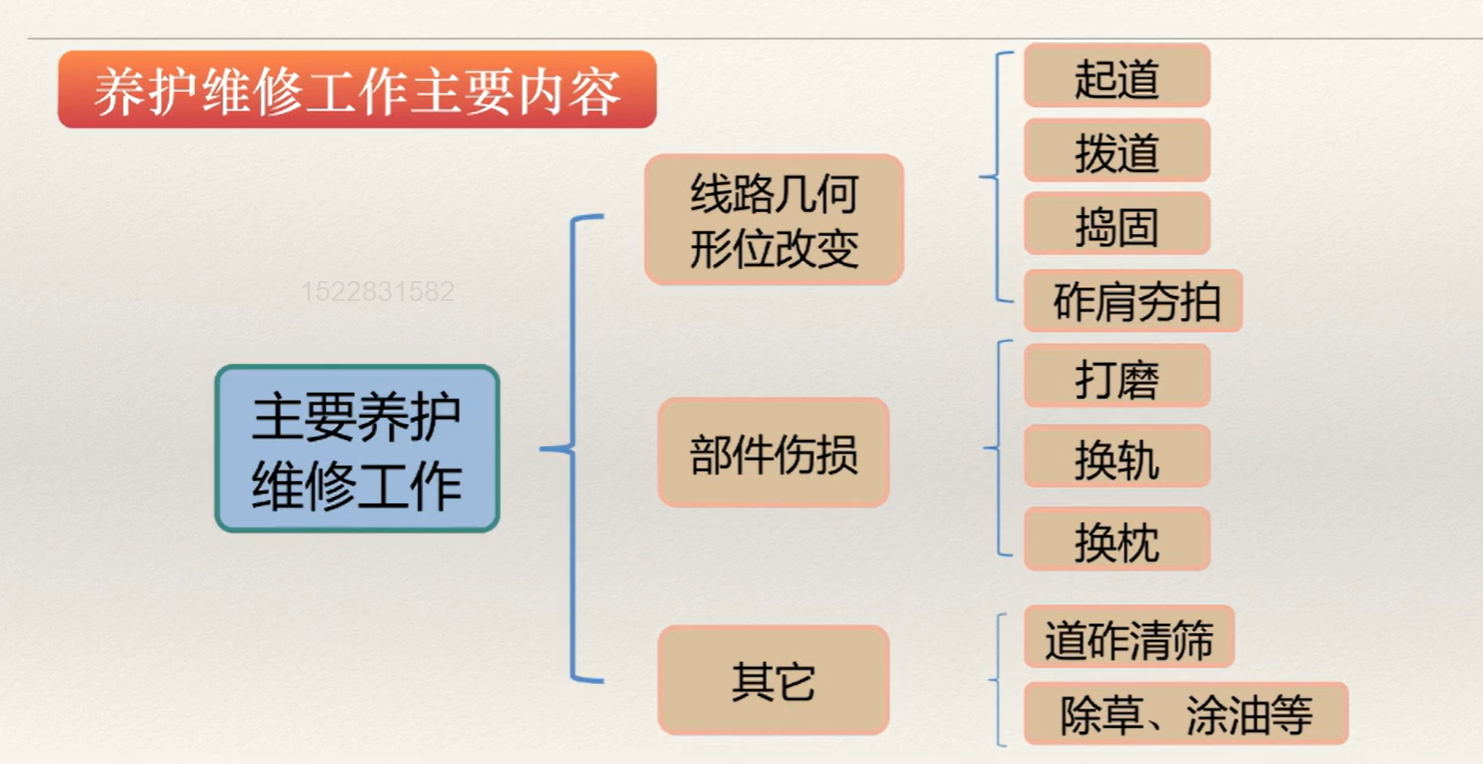 养护维修工作主要内容
起道
拨道
捣固
砟肩夯拍
线路几何
形位改变
1522831582
主要养护
维修工作
部件伤损
打磨
换轨
换枕
其它
道砟清筛
除草、涂油等